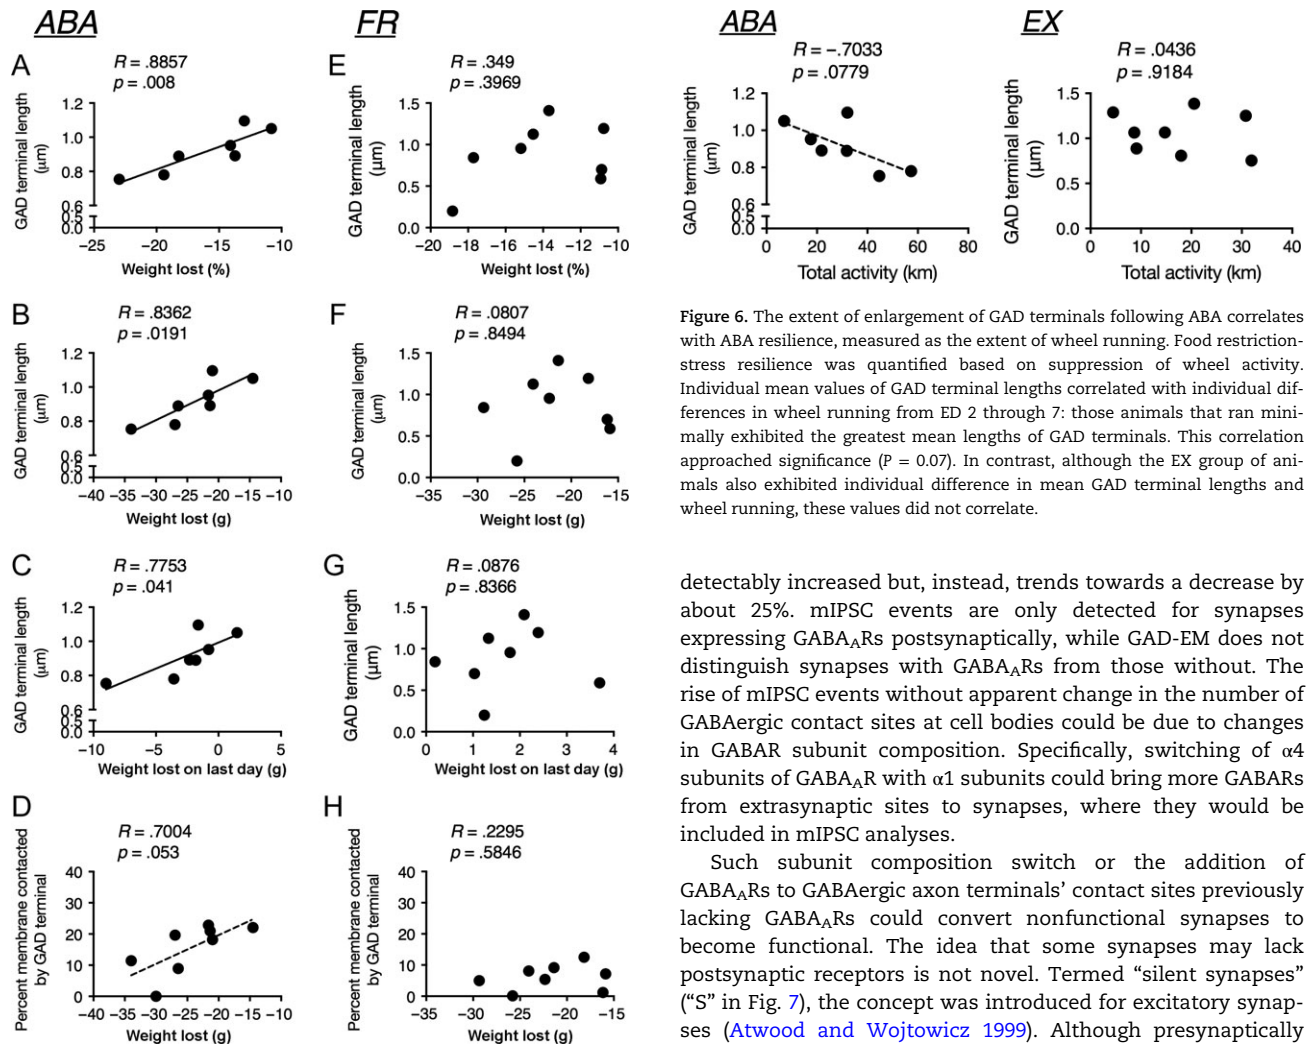 ABA
FR
A
R = .8857
p = .008
GAD terminal length
(μm)
1.2
1.0
0.8
0.6
0.5
0.0
−25 −20 −15 −10
Weight lost (%)
E
R = .349
p = .3969
GAD terminal length
(μm)
1.5
1.0
0.5
0.0
−20 −18 −16 −14 −12 −10
Weight lost (%)
B
R = .8362
p = .0191
GAD terminal length
(μm)
1.2
1.0
0.8
0.6
0.5
0.0
−40 −35 −30 −25 −20 −15 −10
Weight lost (g)
F
R = .0807
p = .8494
GAD terminal length
(μm)
1.5
1.0
0.5
0.0
−35 −30 −25 −20 −15
Weight lost (g)
C
R = .7753
p = .041
GAD terminal length
(μm)
1.2
1.0
0.8
0.6
0.5
0.0
−10 −5 0 5
Weight lost on last day (g)
G
R = .0876
p = .8366
GAD terminal length
(μm)
1.5
1.0
0.5
0.0
0 1 2 3 4
Weight lost on last day (g)
D
R = .7004
p = .053
Percent membrane contacted
by GAD terminal
40
30
20
10
0
−40 −35 −30 −25 −20 −15 −10
Weight lost (g)
H
R = .2295
p = .5846
Percent membrane contacted
by GAD terminal
40
30
20
10
0
−35 −30 −25 −20 −15
Weight lost (g)
ABA
R = −.7033
p = .0779
GAD terminal length
(μm)
1.2
1.0
0.8
0.6
0.5
0.0
0 20 40 60 80
Total activity (km)
EX
R = .0436
p = .9184
GAD terminal length
(μm)
1.5
1.0
0.5
0.0
0 10 20 30 40
Total activity (km)
Figure 6. The extent of enlargement of GAD terminals following ABA correlates
with ABA resilience, measured as the extent of wheel running. Food restriction-
stress resilience was quantified based on suppression of wheel activity.
Individual mean values of GAD terminal lengths correlated with individual dif-
ferences in wheel running from ED 2 through 7: those animals that ran mini-
mally exhibited the greatest mean lengths of GAD terminals. This correlation
approached significance (P = 0.07). In contrast, although the EX group of ani-
mals also exhibited individual difference in mean GAD terminal lengths and
wheel running, these values did not correlate.
detectably increased but, instead, trends towards a decrease by
about 25%. mIPSC events are only detected for synapses
expressing GABAARs postsynaptically, while GAD-EM does not
distinguish synapses with GABAARs from those without. The
rise of mIPSC events without apparent change in the number of
GABAergic contact sites at cell bodies could be due to changes
in GABAR subunit composition. Specifically, switching of α4
subunits of GABAAR with α1 subunits could bring more GABARs
from extrasynaptic sites to synapses, where they would be
included in mIPSC analyses.
Such subunit composition switch or the addition of
GABAARs to GABAergic axon terminals’ contact sites previously
lacking GABAARs could convert nonfunctional synapses to
become functional. The idea that some synapses may lack
postsynaptic receptors is not novel. Termed “silent synapses”
(“S” in Fig. 7), the concept was introduced for excitatory synap-
ses (Atwood and Wojtowicz 1999). Although presynaptically